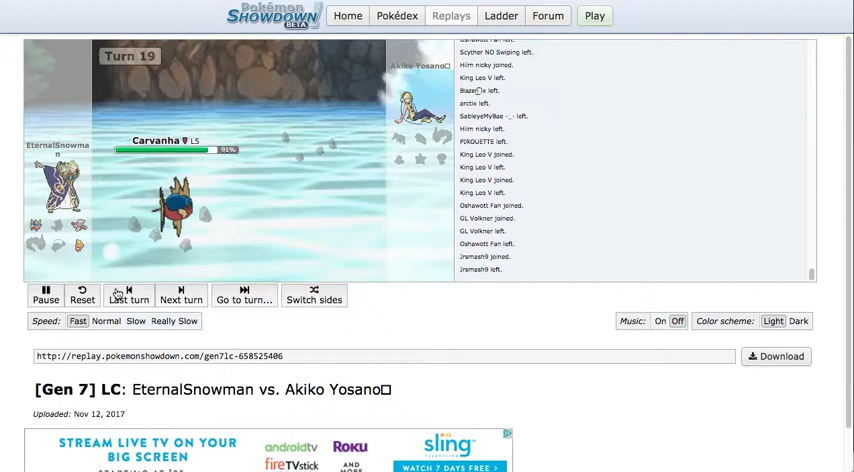 Pokémon
SHOWDOWN!
BETA
Home
Pokédex
Replays
Ladder
Forum
Play
Turn 19
Akiko Yosano□
EternalSnowma
n
Carvanha L5
91%
Scyther NO Swiping left.
Hiim nicky joined.
King Leo V left.
arctix left.
SableyeMyBae -_- left.
Hiim nicky left.
PIROUETTE left.
King Leo V joined.
King Leo V left.
King Leo V joined.
King Leo V left.
Oshawott Fan joined.
GL Volkner joined.
GL Volkner left.
Oshawott Fan left.
Jrsmash9 joined.
Jrsmash9 left.
Pause
Reset
Last turn
Next turn
Go to turn...
Switch sides
Speed: Fast Normal Slow Really Slow
Music: On Off
Color scheme: Light Dark
http://replay.pokemonshowdown.com/gen7lc-658525406
Download
[Gen 7] LC: EternalSnowman vs. Akiko Yosano□
Uploaded: Nov 12, 2017
STREAM LIVE TV ON YOUR
BIG SCREEN
androidtv
Roku
fireTVstick
AND
MORE
sling
TELEVISION
WATCH 7 DAYS FREE